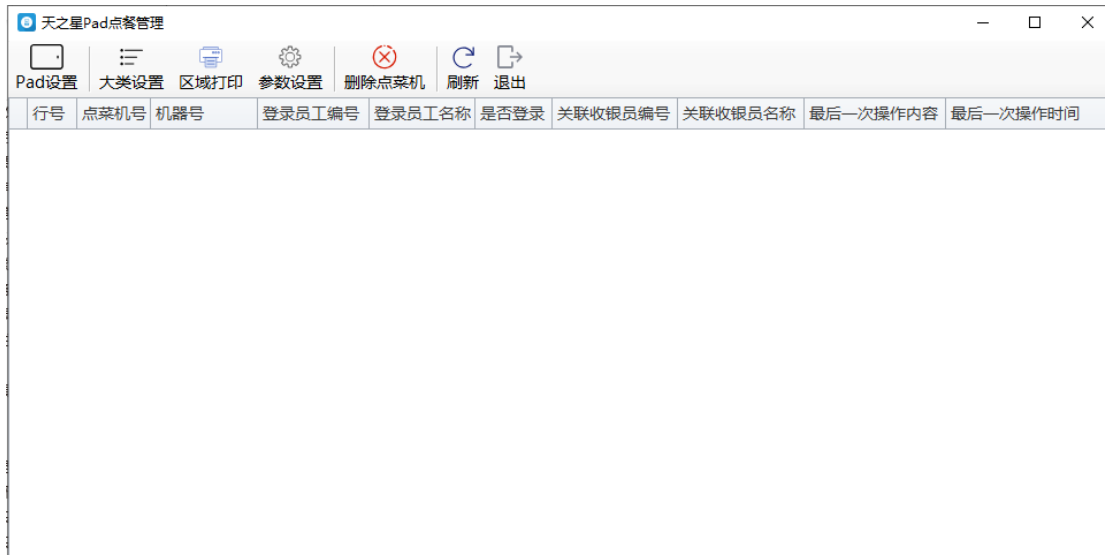 天之星Pad点餐管理
Pad设置 大类设置 区域打印 参数设置 删除点菜机 刷新 退出
行号 点菜机号 机器号 登录员工编号 登录员工名称 是否登录 关联收银员编号 关联收银员名称 最后一次操作内容 最后一次操作时间